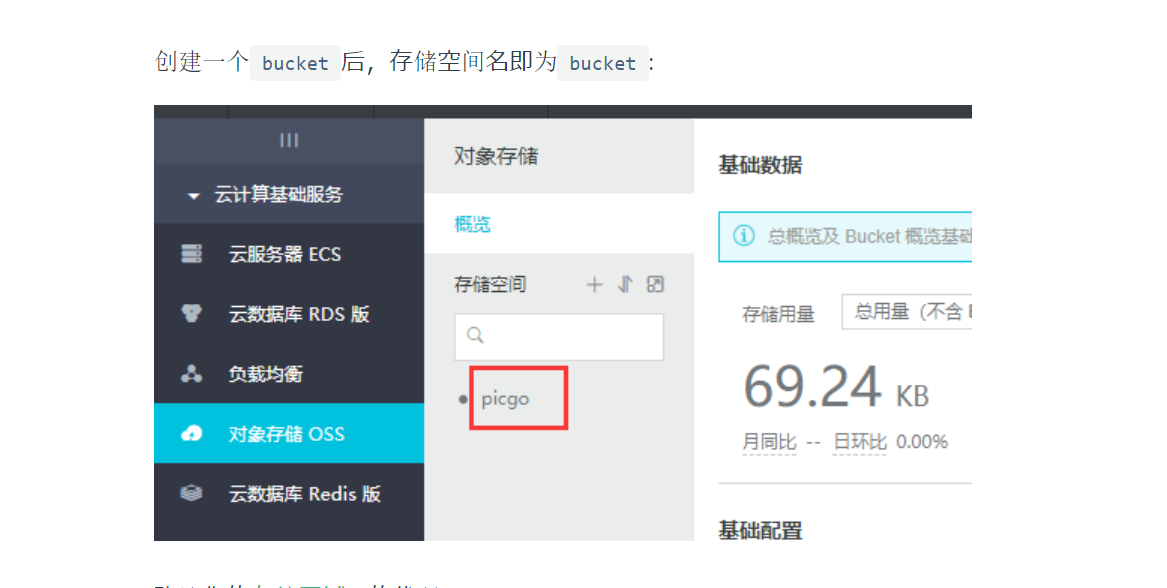 创建一个 bucket 后，存储空间名即为 bucket ：
云计算基础服务
云服务器 ECS
云数据库 RDS 版
负载均衡
对象存储 OSS
云数据库 Redis 版
对象存储
概览
存储空间
picgo
基础数据
总概览及 Bucket 概览基础
存储用量 总用量（不含
69.24 KB
月同比 -- 日环比 0.00%
基础配置